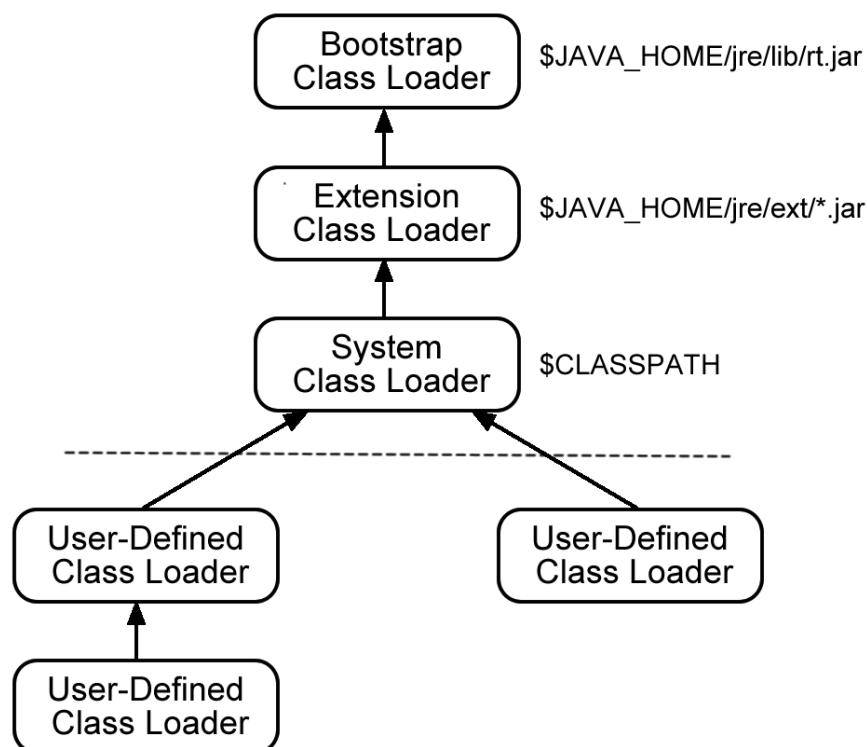 Bootstrap
Class Loader
$JAVA_HOME/jre/lib/rt.jar
Extension
Class Loader
$JAVA_HOME/jre/ext/*.jar
System
Class Loader
$CLASSPATH
User-Defined
Class Loader
User-Defined
Class Loader
User-Defined
Class Loader